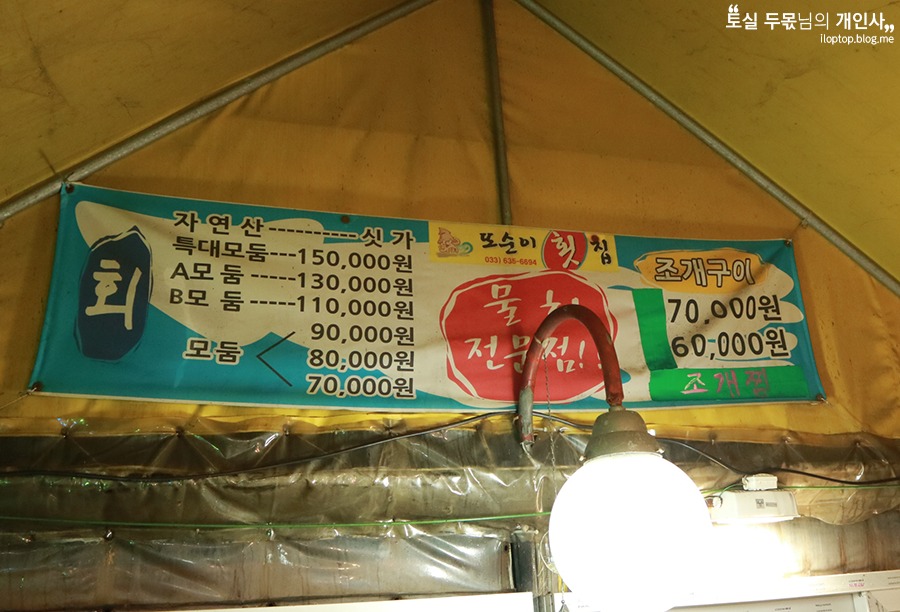 토실 두몫님의 개인사
iloptop.blog.me
회
자연산------------싯가
특대모둠----150,000원
A모둠------130,000원
B모둠------110,000원
모둠
90,000원
80,000원
70,000원
또순이 횟집
033) 636-6694
물회
전문점!!
조개구이
70,000원
60,000원
조개찜